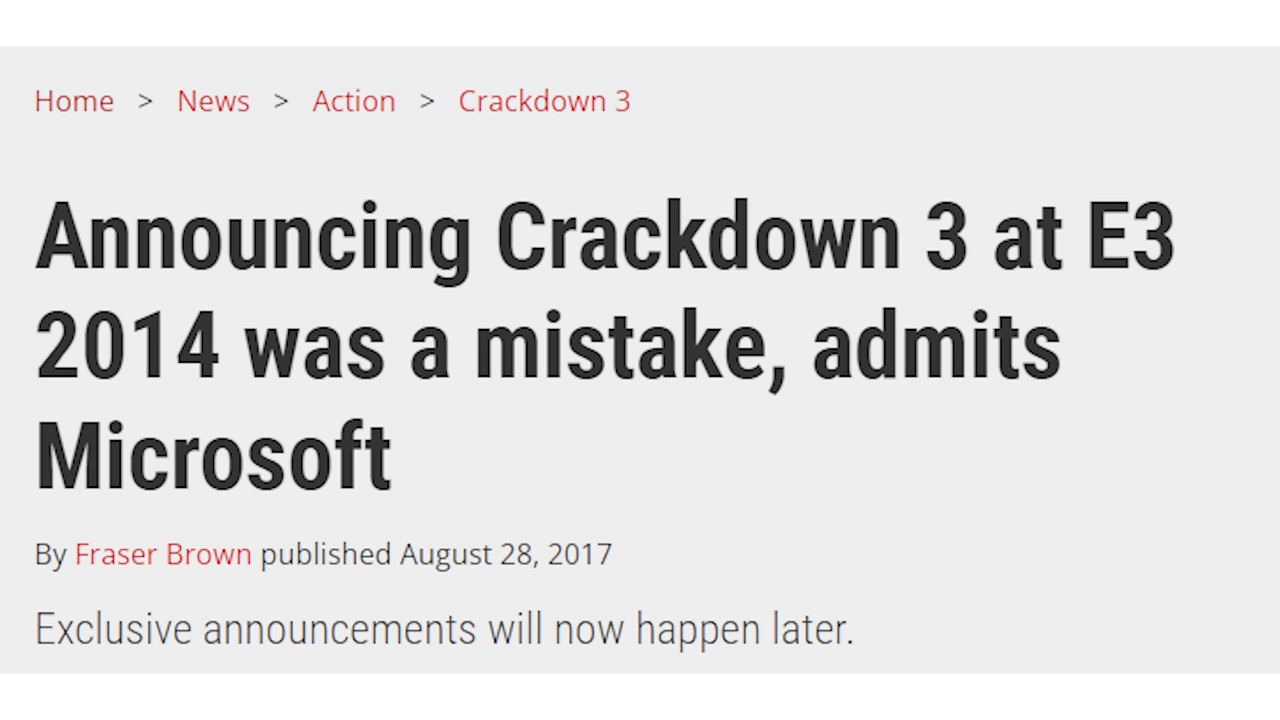 Home > News > Action > Crackdown 3
Announcing Crackdown 3 at E3
2014 was a mistake, admits
Microsoft
By Fraser Brown published August 28, 2017
Exclusive announcements will now happen later.